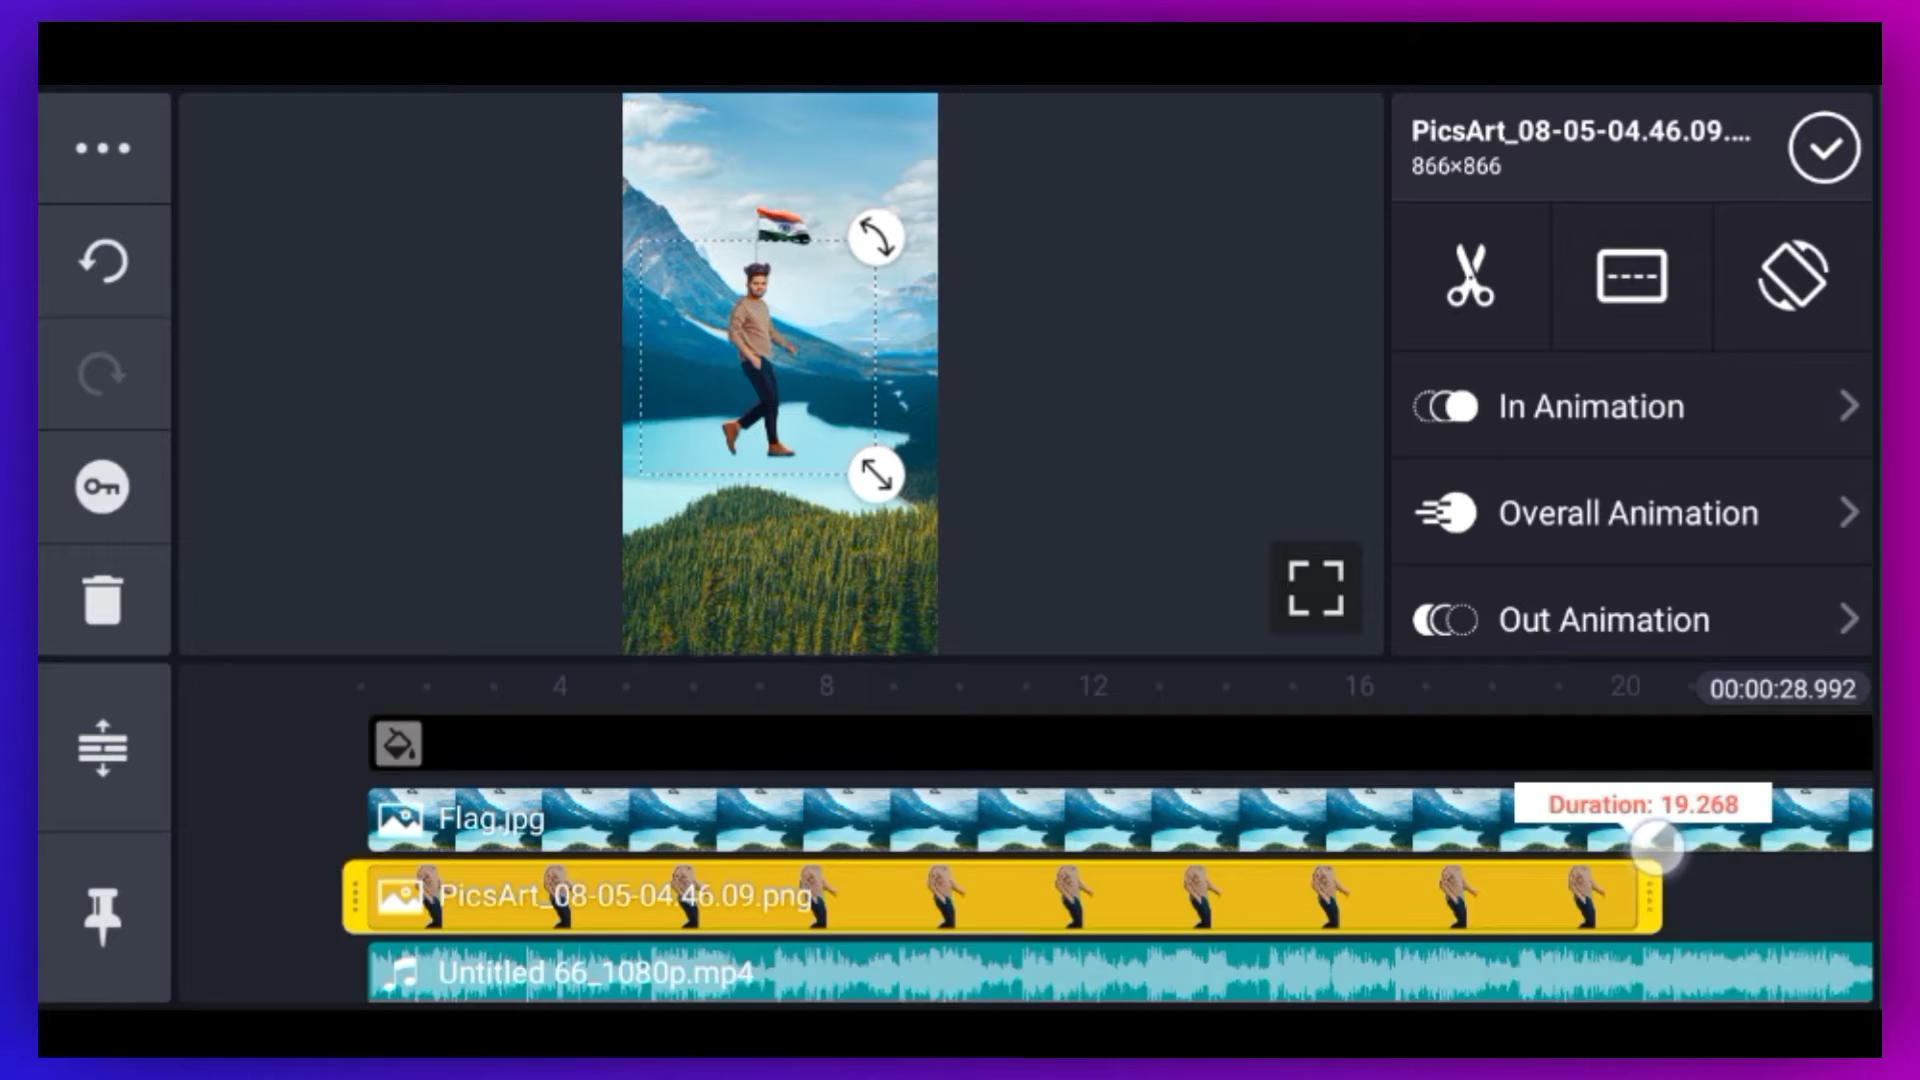 PicsArt_08-05-04.46.09....
866×866
In Animation
Overall Animation
Out Animation
4 8 12 16 20 00:00:28.992
Flag.jpg
Duration: 19.268
PicsArt_08-05-04.46.09.png
Untitled 66_1080p.mp4